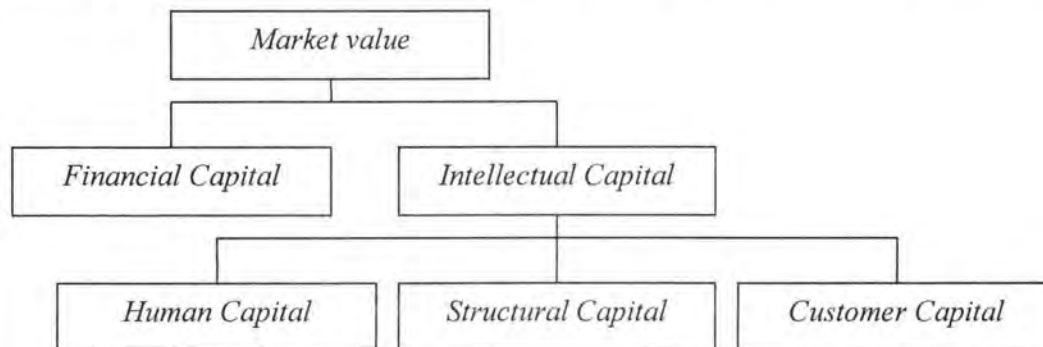 Market value
Financial Capital
Intellectual Capital
Human Capital
Structural Capital
Customer Capital